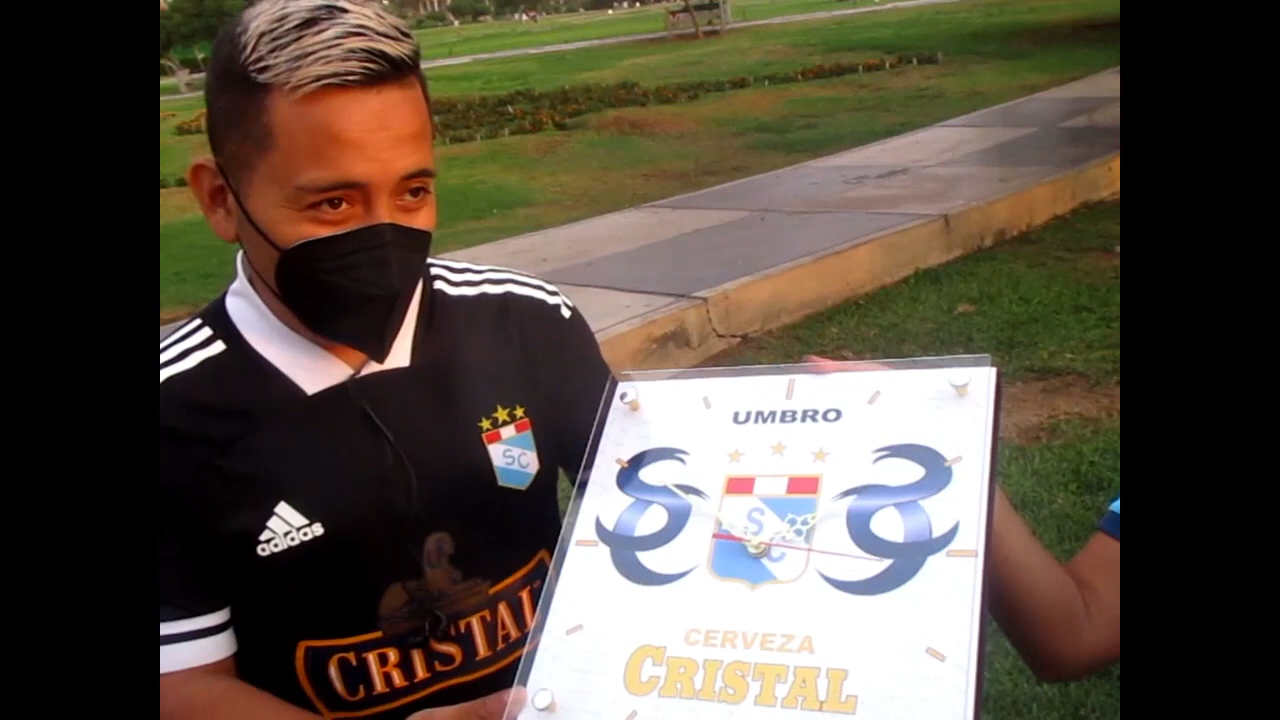 UMBRO
SC
SC
adidas
CRISTAL
CERVEZA
CRISTAL